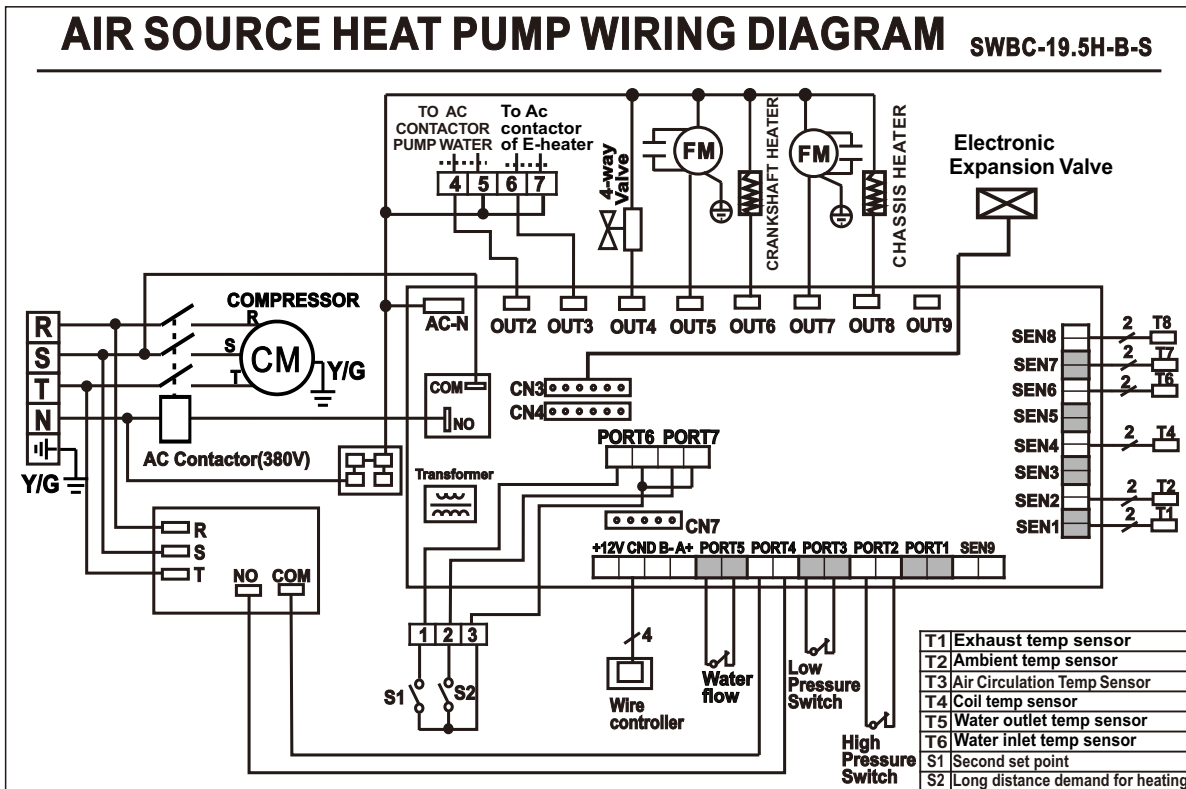 AIR SOURCE HEAT PUMP WIRING DIAGRAM SWBC-19.5H-B-S
TO AC
CONTACTOR
PUMP WATER
To Ac
contactor
of E-heater
4 5 6 7
4-way
Valve
FM
CRANKSHAFT HEATER
FM
CHASSIS HEATER
Electronic
Expansion Valve
R
S
T
N
Y/G
COMPRESSOR
R
S
T
CM
Y/G
AC Contactor(380V)
AC-N
OUT2 OUT3 OUT4 OUT5 OUT6 OUT7 OUT8 OUT9
COM
NO
CN3
CN4
PORT6 PORT7
Transformer
CN7
SEN8 2 T8
SEN7 2 T7
SEN6 2 T6
SEN5
SEN4 2 T4
SEN3
SEN2 2 T2
SEN1 2 T1
+12V CND B- A+ PORT5 PORT4 PORT3 PORT2 PORT1 SEN9
R
S
T
NO COM
1 2 3
S1
S2
4
Wire
controller
Water
flow
Low
Pressure
Switch
High
Pressure
Switch
T1 Exhaust temp sensor
T2 Ambient temp sensor
T3 Air Circulation Temp Sensor
T4 Coil temp sensor
T5 Water outlet temp sensor
T6 Water inlet temp sensor
S1 Second set point
S2 Long distance demand for heating